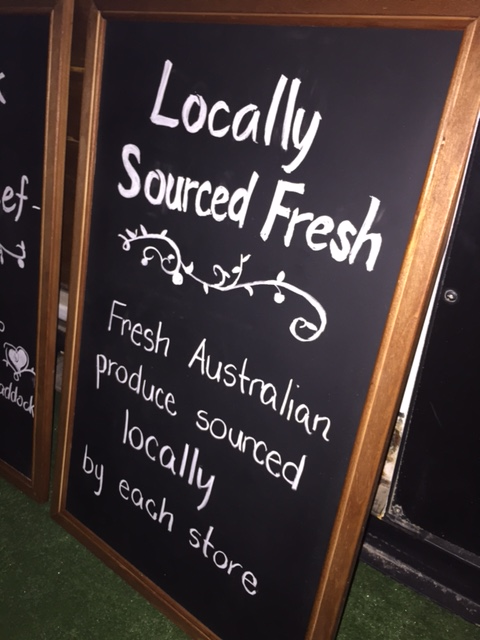 Locally
Sourced Fresh
Fresh Australian
produce sourced
locally
by each store